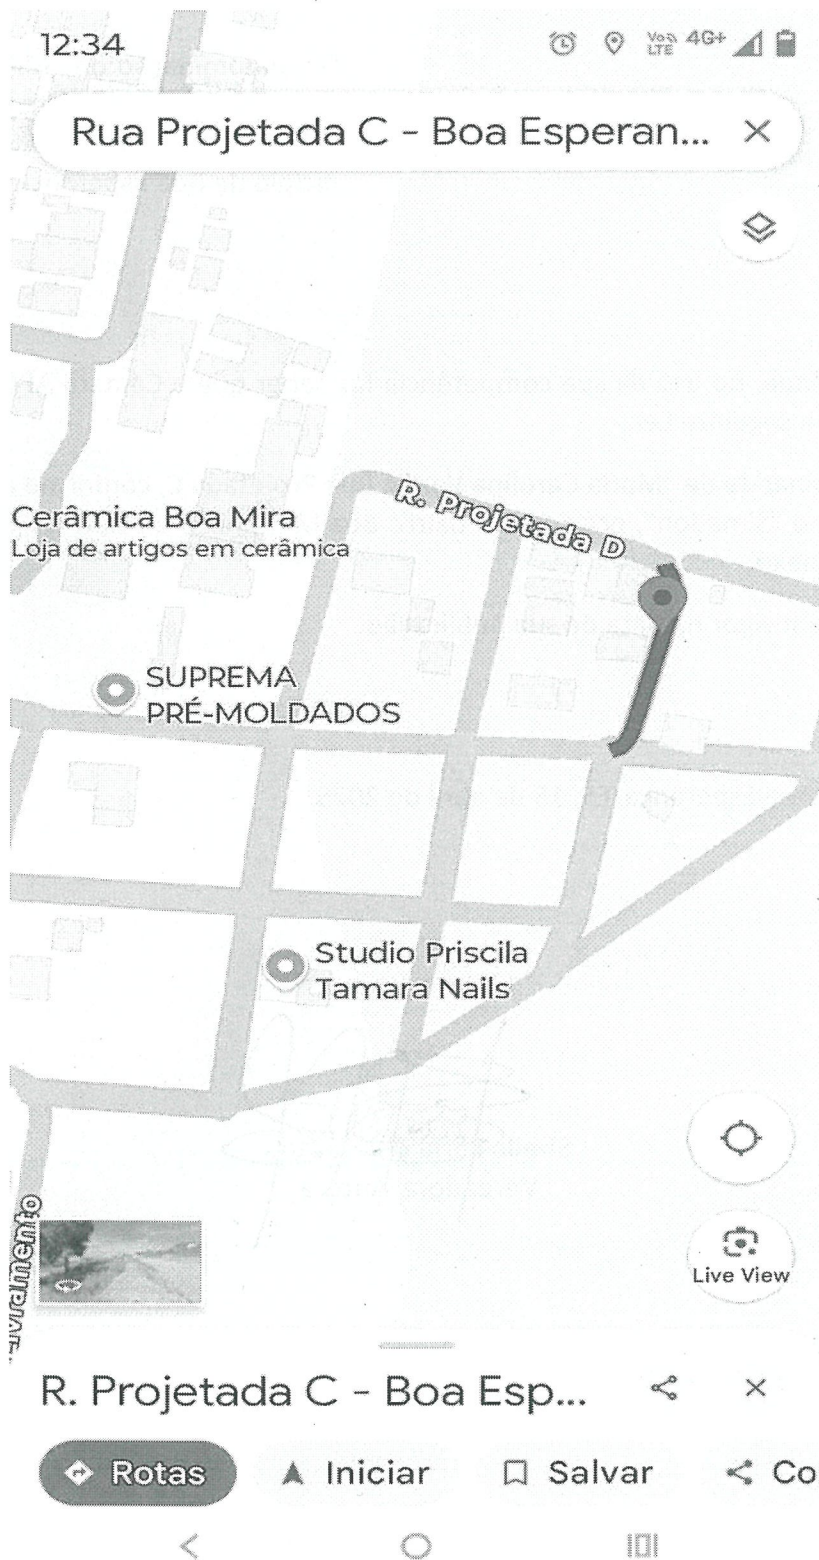 12:34
Vo))
LTE
4G+
Rua Projetada C - Boa Esperan...
R. Projetada D
Cerâmica Boa Mira
Loja de artigos em cerâmica
SUPREMA
PRÉ-MOLDADOS
Studio Priscila
Tamara Nails
Live View
R. Projetada C - Boa Esp...
Rotas
Iniciar
Salvar
Co